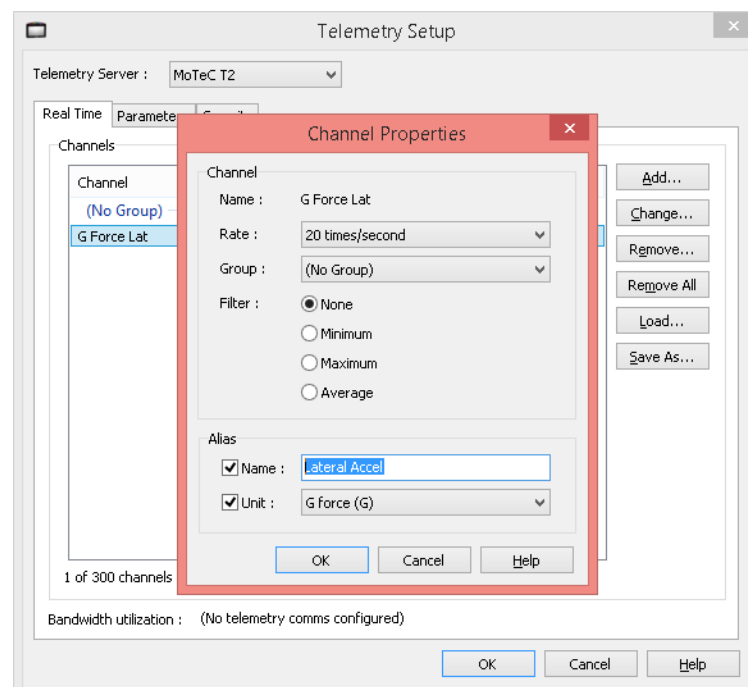 Telemetry Setup
Telemetry Server : MoTeC T2
Real Time Paramete
Channels
Channel
(No Group)
G Force Lat
Add...
Change...
Remove...
Remove All
Load...
Save As...
1 of 300 channels
Bandwidth utilization : (No telemetry comms configured)
OK Cancel Help
Channel Properties
Channel
Name : G Force Lat
Rate : 20 times/second
Group : (No Group)
Filter : None
Minimum
Maximum
Average
Alias
Name : Lateral Accel
Unit : G force (G)
OK Cancel Help